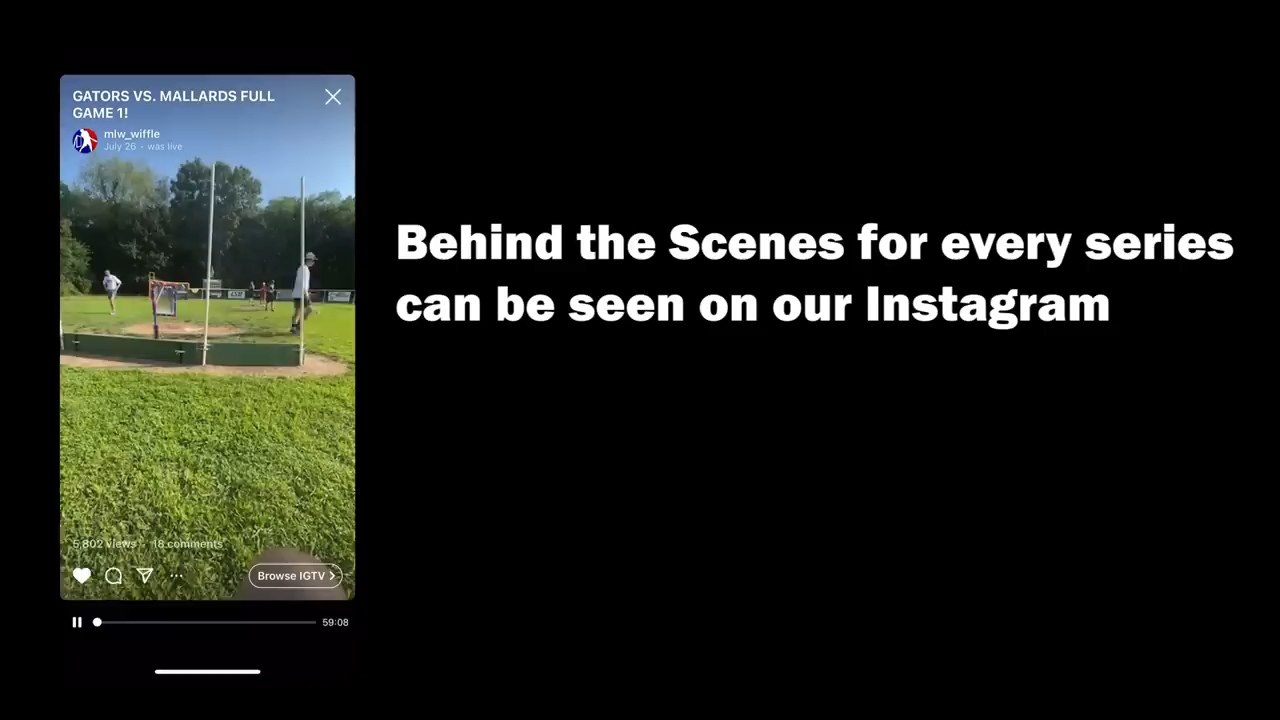 GATORS VS. MALLARDS FULL
GAME 1!
mlw_wiffle
July 26 · was live
Behind the Scenes for every series
can be seen on our Instagram
5,802 views · 18 comments
Browse IGTV >
59:08